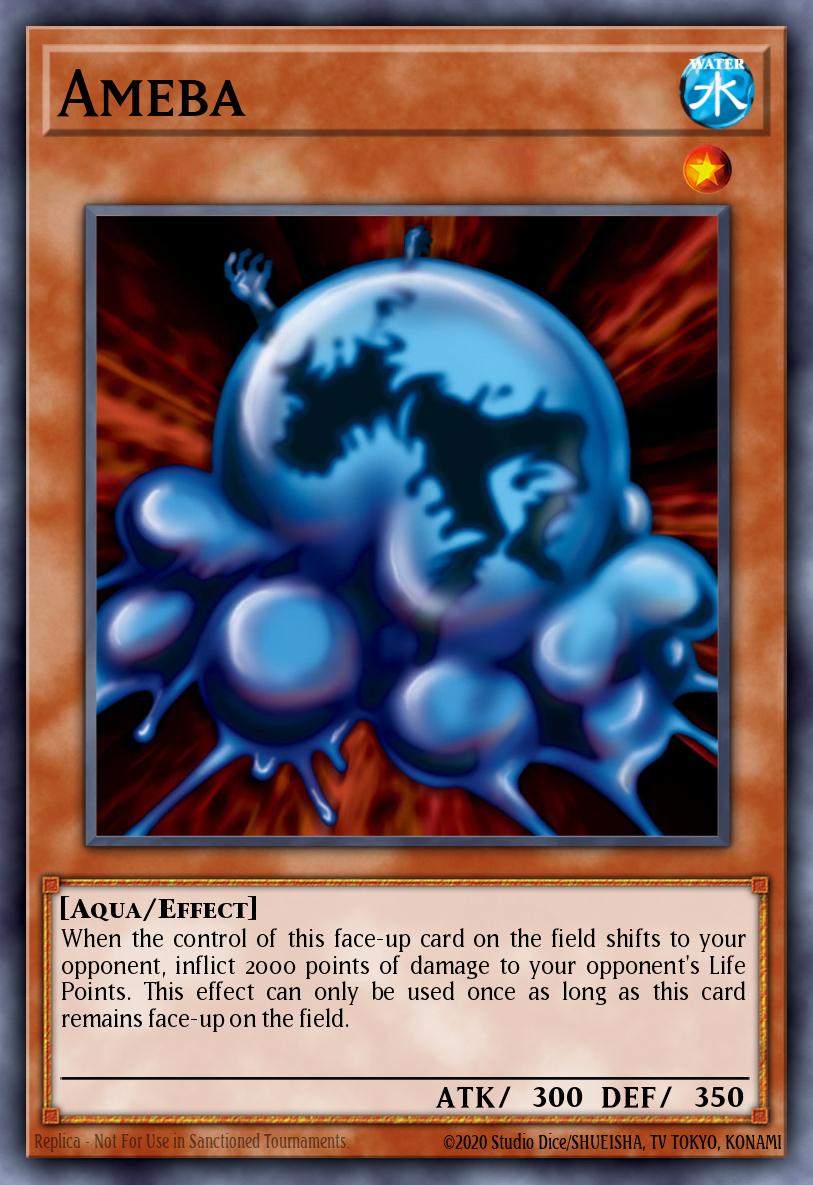 AMEBA
WATER
水
[AQUA/EFFECT]
When the control of this face-up card on the field shifts to your
opponent, inflict 2000 points of damage to your opponent's Life
Points. This effect can only be used once as long as this card
remains face-up on the field.
ATK/ 300 DEF/ 350
Replica - Not For Use in Sanctioned Tournaments.
©2020 Studio Dice/SHUEISHA, TV TOKYO, KONAMI